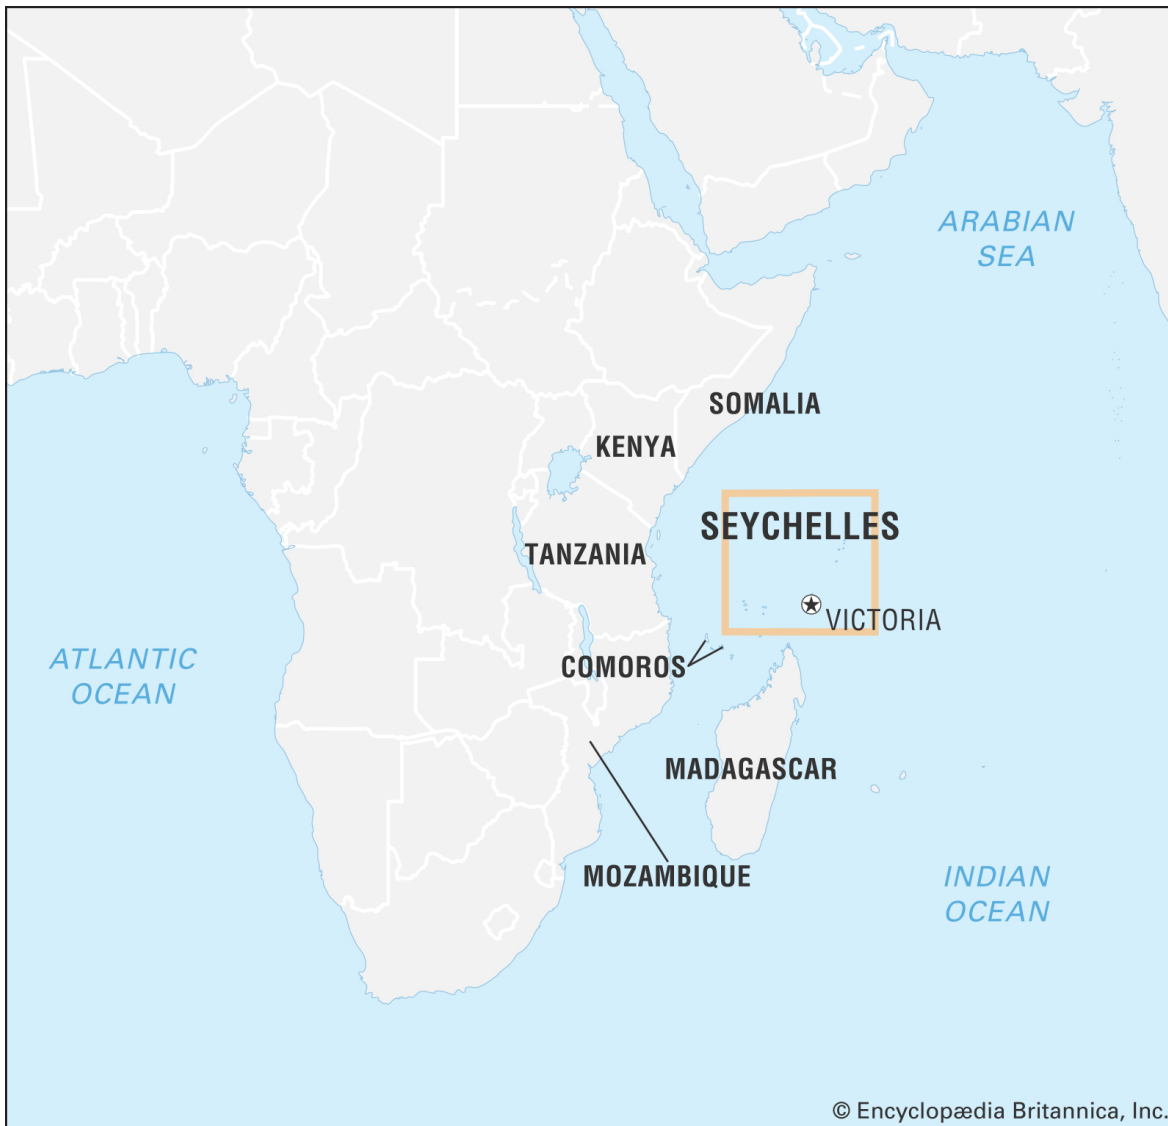 ARABIAN
SEA
SOMALIA
KENYA
SEYCHELLES
TANZANIA
VICTORIA
ATLANTIC
OCEAN
COMOROS
MADAGASCAR
MOZAMBIQUE
INDIAN
OCEAN
© Encyclopædia Britannica, Inc.